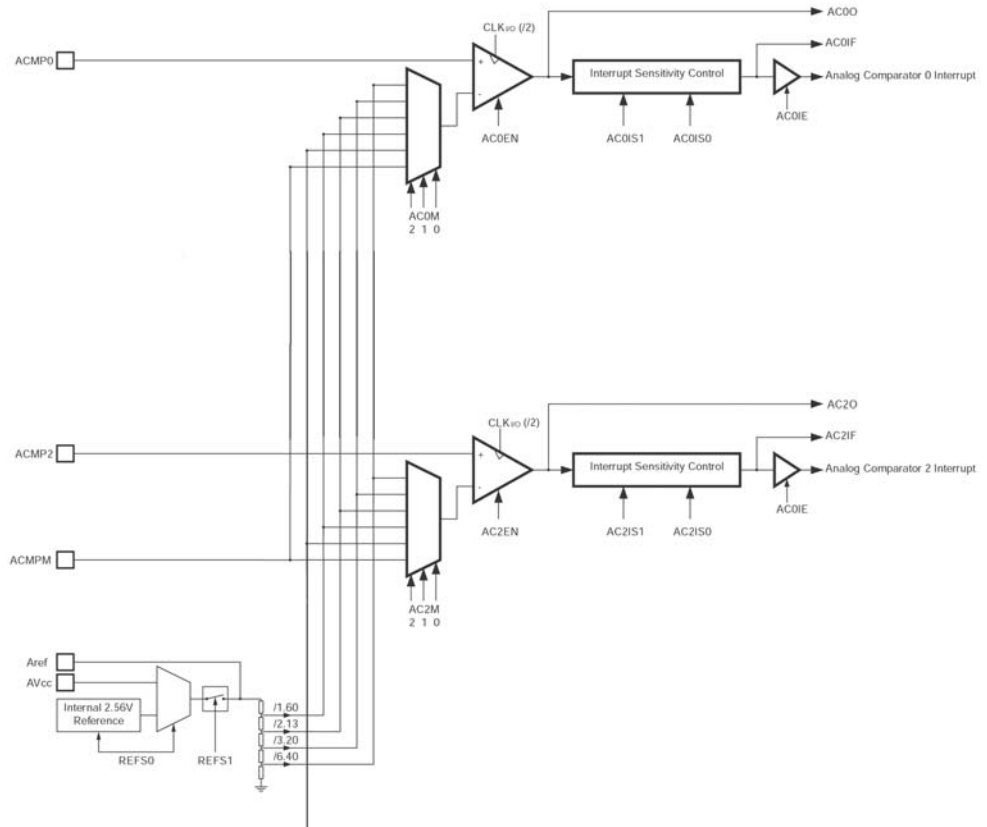 CLKI/O (/2)
AC0O
AC0IF
ACMP0
+
-
Interrupt Sensitivity Control
Analog Comparator 0 Interrupt
AC0IE
AC0EN
AC0IS1
AC0IS0
AC0M
2 1 0
CLKI/O (/2)
AC2O
AC2IF
ACMP2
+
-
Interrupt Sensitivity Control
Analog Comparator 2 Interrupt
AC0IE
AC2EN
AC2IS1
AC2IS0
ACMPM
AC2M
2 1 0
Aref
AVcc
Internal 2.56V
Reference
REFS0
REFS1
/1.60
/2.13
/3.20
/6.40